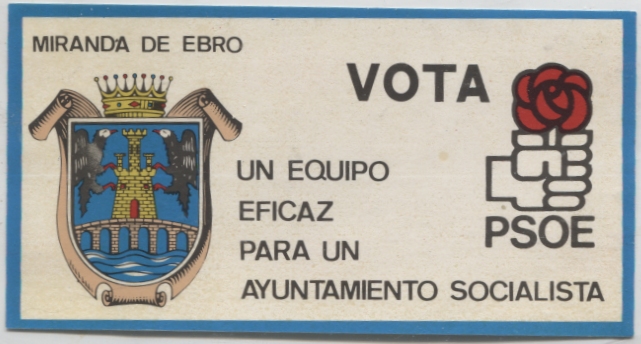 MIRANDA DE EBRO
VOTA
UN EQUIPO
EFICAZ
PARA UN
AYUNTAMIENTO SOCIALISTA
PSOE